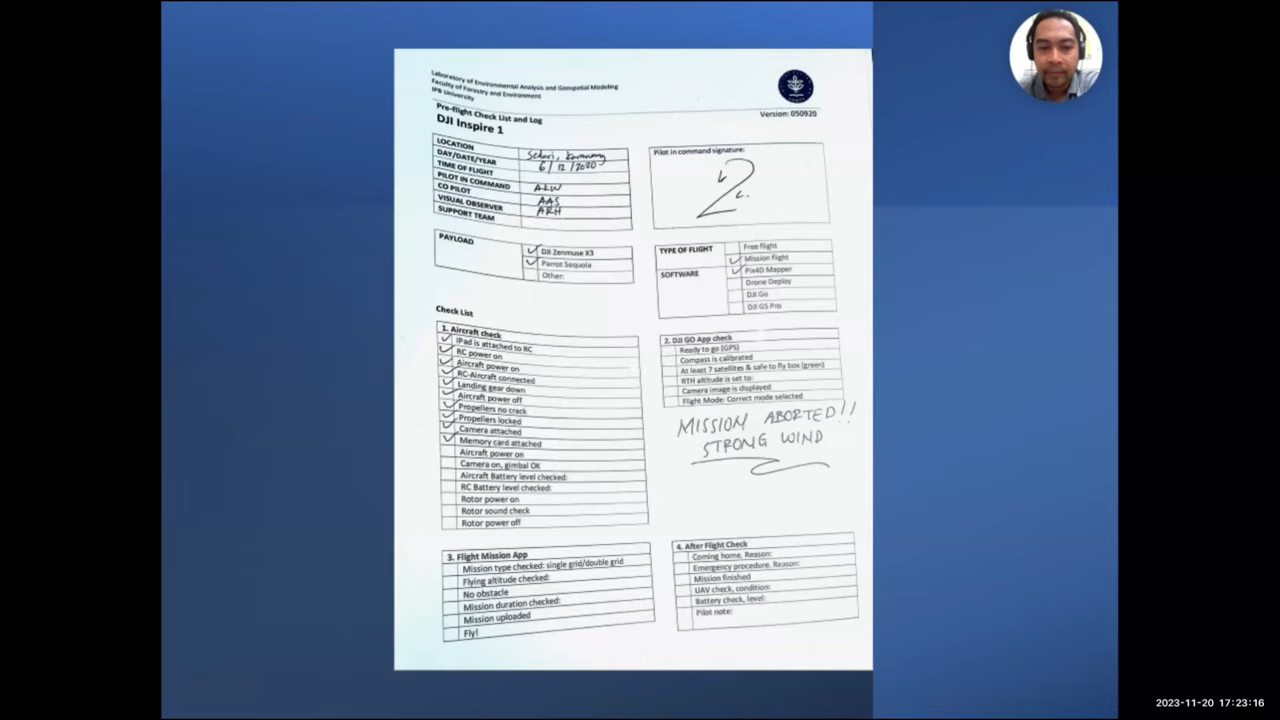 Laboratory of Environmental Analysis and Geospatial Modeling
Faculty of Forestry and Environment
IPB University
Version: 050920
Pre-flight Check List and Log
DJI Inspire 1
LOCATION
DAY/DATE/YEAR 6/12/2020
TIME OF FLIGHT
PILOT IN COMMAND ALW
CO PILOT AAS
VISUAL OBSERVER ARH
SUPPORT TEAM
Pilot in command signature:
PAYLOAD
DJI Zenmuse X3
Parrot Sequoia
Other:
TYPE OF FLIGHT
Free flight
Mission flight
SOFTWARE
Pix4D Mapper
Drone Deploy
DJI Go
DJI GS Pro
Check List
1. Aircraft check
iPad is attached to RC
RC power on
Aircraft power on
RC-Aircraft connected
Landing gear down
Aircraft power off
Propellers no crack
Propellers locked
Camera attached
Memory card attached
Aircraft power on
Camera on, gimbal OK
Aircraft Battery level checked:
RC Battery level checked:
Rotor power on
Rotor sound check
Rotor power off
2. DJI GO App check
Ready to go (GPS)
Compass is calibrated
At least 7 satellites & safe to fly box (green)
RTH altitude is set to:
Camera image is displayed
Flight Mode: Correct mode selected
MISSION ABORTED!!
STRONG WIND
3. Flight Mission App
Mission type checked: single grid/double grid
Flying altitude checked:
No obstacle
Mission duration checked:
Mission uploaded
Fly!
4. After Flight Check
Coming home. Reason:
Emergency procedure. Reason:
Mission finished
UAV check, condition:
Battery check, level:
Pilot note:
2023-11-20 17:23:16